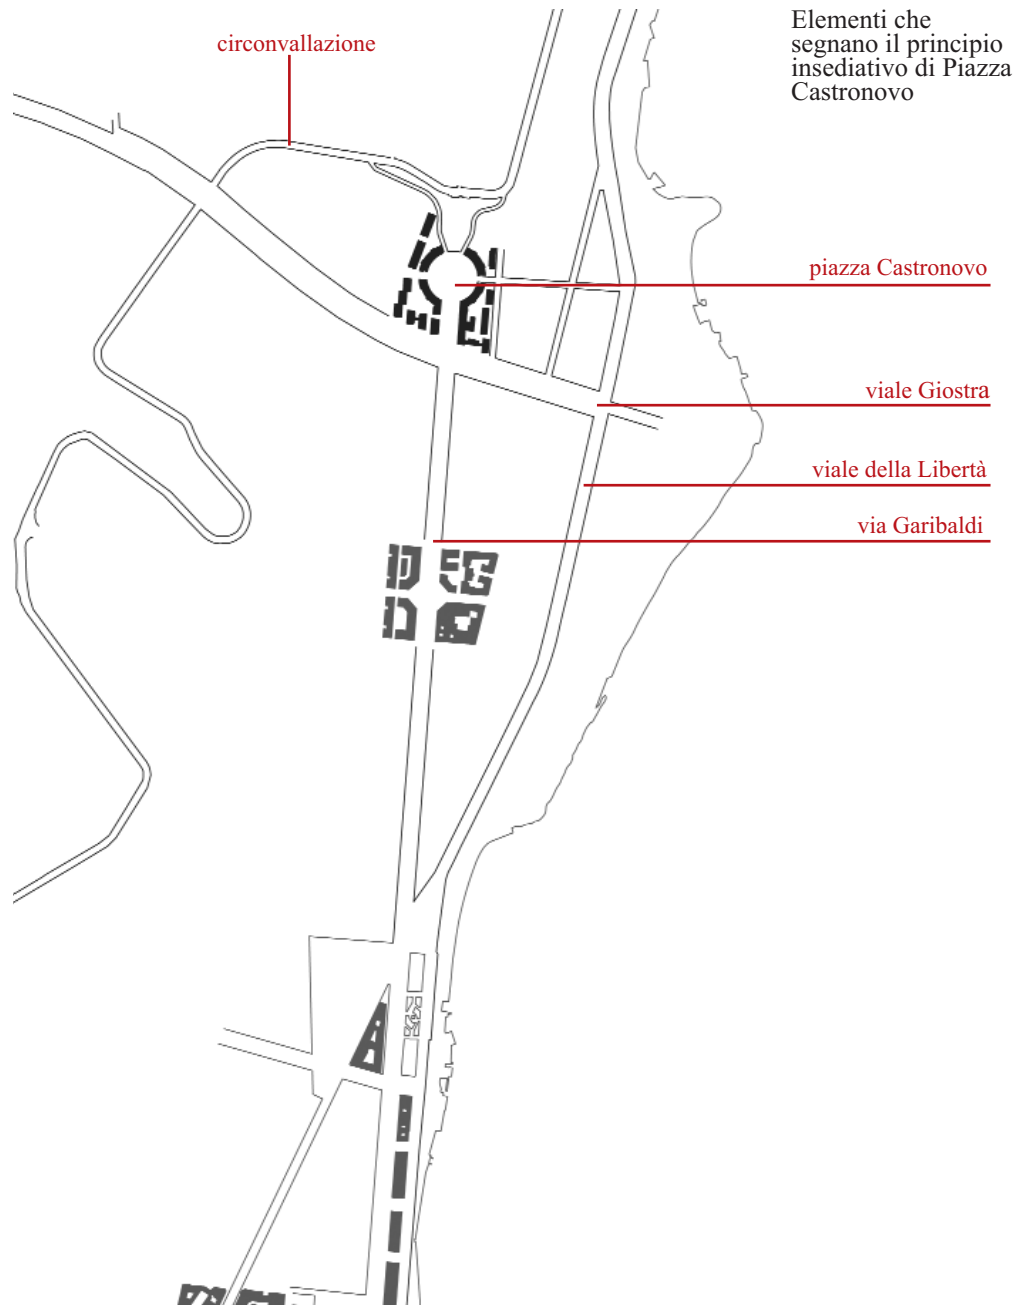 Elementi che
segnano il principio
insediativo di Piazza
Castronovo
circonvallazione
piazza Castronovo
viale Giostra
viale della Libertà
via Garibaldi